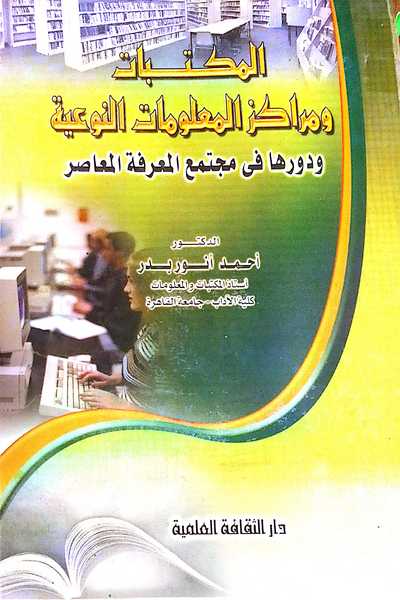 المكتبات
ومراكز المعلومات النوعية
ودورها فى مجتمع المعرفة المعاصر
الدكتور
أحمد أنور بدر
أستاذ المكتبات والمعلومات
كلية الآداب - جامعة القاهرة
دار الثقافة العلمية